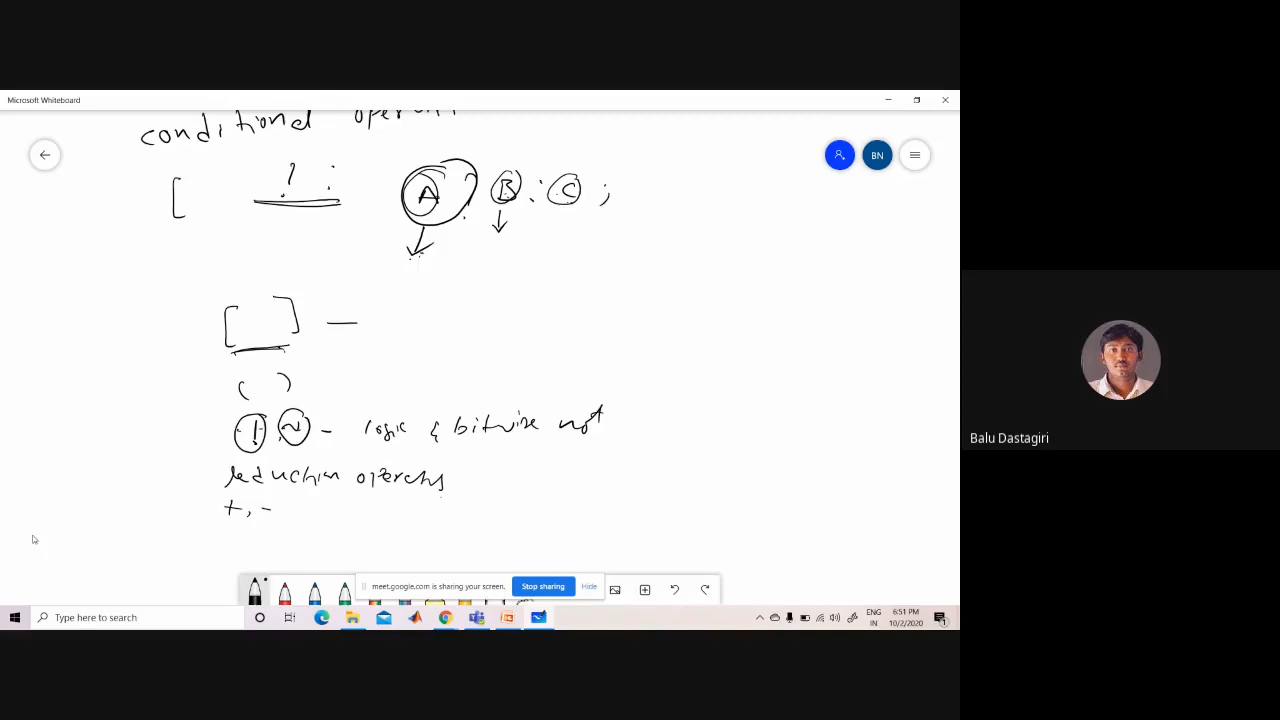 Microsoft Whiteboard
conditional
BN
[ ? : A ? B : C ;
[ ] —
( )
! , ~ - logic & bitwise not
reduction operators
+, -
Balu Dastagiri
meet.google.com is sharing your screen. Stop sharing Hide
Type here to search
ENG
IN
6:51 PM
10/2/2020
1